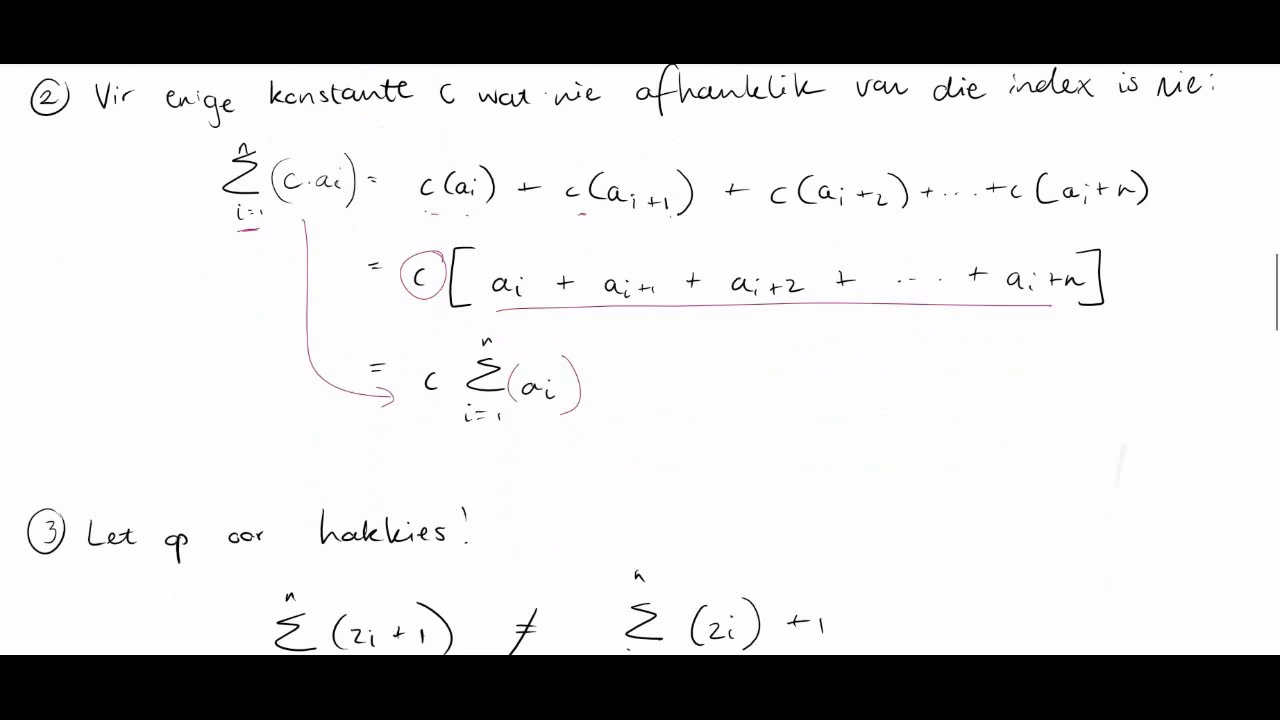 ② Vir enige konstante c wat nie afhanklik van die index is nie:
n
∑ (c·aᵢ) = c(aᵢ) + c(aᵢ₊₁) + c(aᵢ₊₂) + ... + c(aᵢ₊n)
i=1
= c [ aᵢ + aᵢ₊₁ + aᵢ₊₂ + ... + aᵢ₊n ]
n
= c ∑ (aᵢ)
i=1
③ Let op oor hakkies!
n n
∑ (2i + 1) ≠ ∑ (2i) + 1